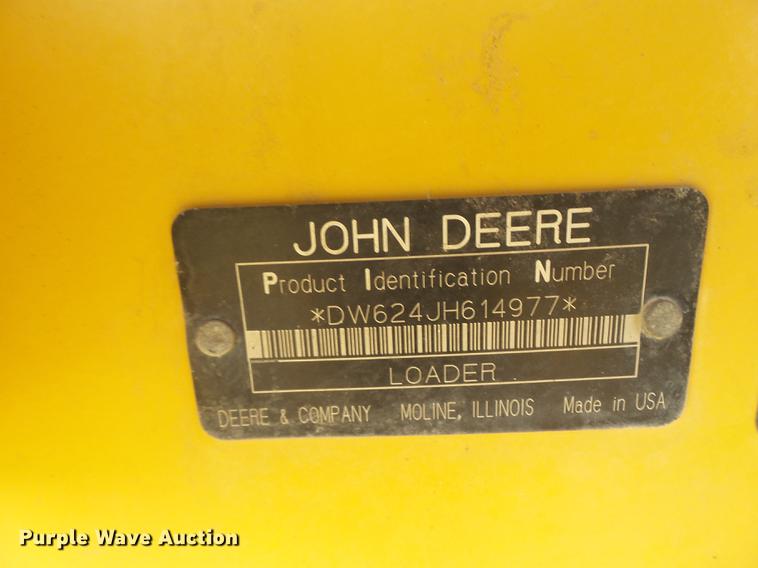 JOHN DEERE
Product Identification Number
*DW624JH614977*
LOADER
DEERE & COMPANY MOLINE, ILLINOIS Made in USA
Purple Wave Auction